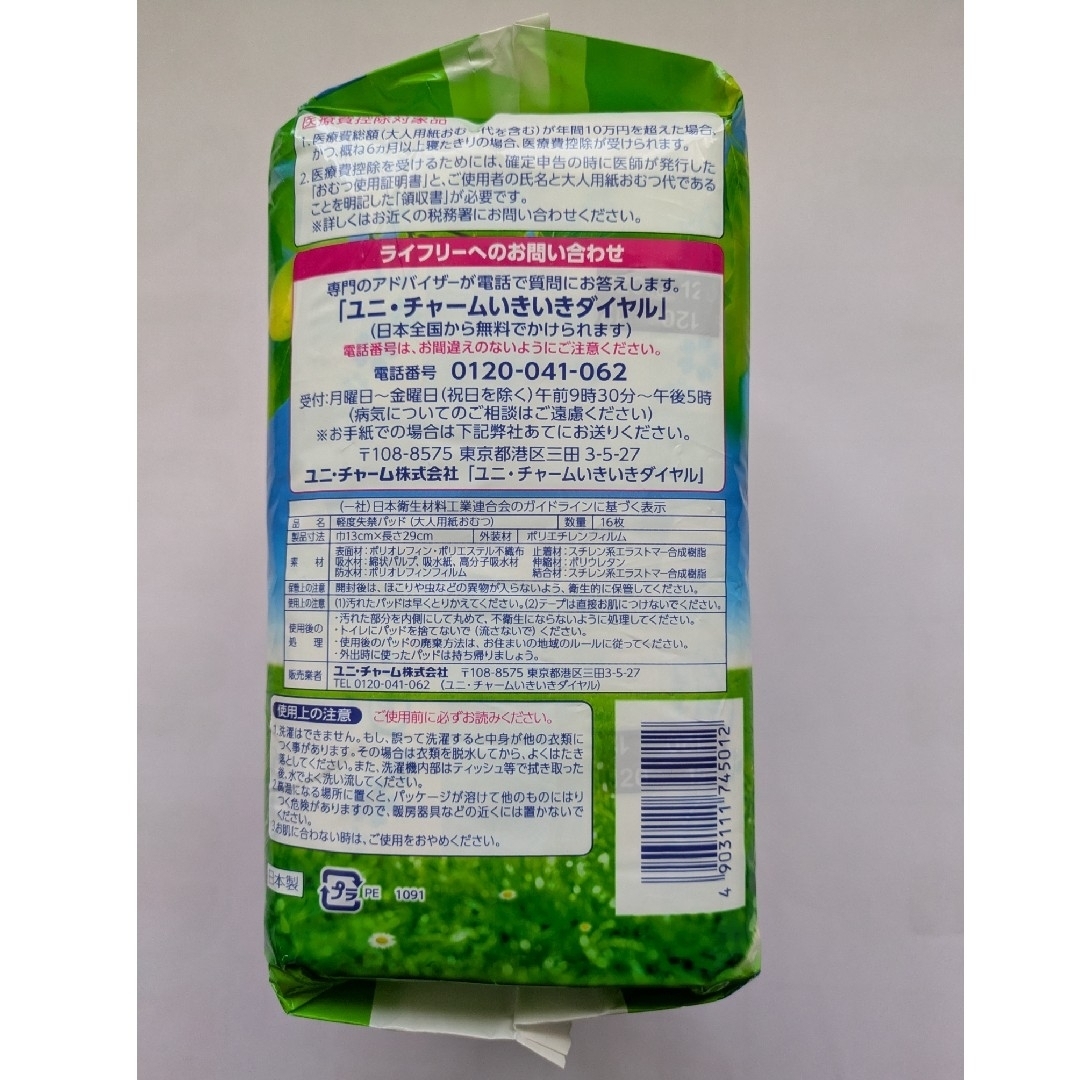 医療費控除対象品
1. 医療費総額(大人用紙おむつ代を含む)が年間10万円を超えた場合、
かつ、概ね6ヵ月以上寝たきりの場合、医療費控除が受けられます。
2. 医療費控除を受けるためには、確定申告の時に医師が発行した
「おむつ使用証明書」と、ご使用者の氏名と大人用紙おむつ代である
ことを明記した「領収書」が必要です。
※詳しくはお近くの税務署にお問い合わせください。
ライフリーへのお問い合わせ
専門のアドバイザーが電話で質問にお答えします。
「ユニ・チャームいきいきダイヤル」
(日本全国から無料でかけられます)
電話番号は、お間違えのないようにご注意ください。
電話番号 0120-041-062
受付:月曜日〜金曜日(祝日を除く)午前9時30分〜午後5時
(病気についてのご相談はご遠慮ください)
※お手紙での場合は下記弊社あてにお送りください。
〒108-8575 東京都港区三田 3-5-27
ユニ・チャーム株式会社「ユニ・チャームいきいきダイヤル」
(一社)日本衛生材料工業連合会のガイドラインに基づく表示
品 名 軽度失禁パッド(大人用紙おむつ) 数量 16枚
製品寸法 巾13cm×長さ29cm 外装材 ポリエチレンフィルム
素 材 表面材:ポリオレフィン・ポリエステル不織布 止着材:スチレン系エラストマー合成樹脂
吸水材:綿状パルプ、吸水紙、高分子吸水材 伸縮材:ポリウレタン
防水材:ポリオレフィンフィルム 結合材:スチレン系エラストマー合成樹脂
保管上の注意 開封後は、ほこりや虫などの異物が入らないよう、衛生的に保管してください。
使用上の注意 (1)汚れたパッドは早くとりかえてください。(2)テープは直接お肌につけないでください。
使用後の処理 ・汚れた部分を内側にして丸めて、不衛生にならないように処理してください。
・トイレにパッドを捨てないで(流さないで)ください。
・使用後のパッドの廃棄方法は、お住まいの地域のルールに従ってください。
・外出時に使ったパッドは持ち帰りましょう。
販売業者 ユニ・チャーム株式会社 〒108-8575 東京都港区三田3-5-27
TEL 0120-041-062 (ユニ・チャームいきいきダイヤル)
使用上の注意 ご使用前に必ずお読みください。
1.洗濯はできません。もし、誤って洗濯すると中身が他の衣類に
つく事があります。その場合は衣類を脱水してから、よくはたき
落としてください。また、洗濯機内部はティッシュ等で拭き取った
後、水でよく洗い流してください。
2.高温になる場所に置くと、パッケージが溶けて他のものにはり
つく危険がありますので、暖房器具などの近くには置かないで
ください。
3.お肌に合わない時は、ご使用をおやめください。
日本製
プラ PE 1091
4 903111 745012